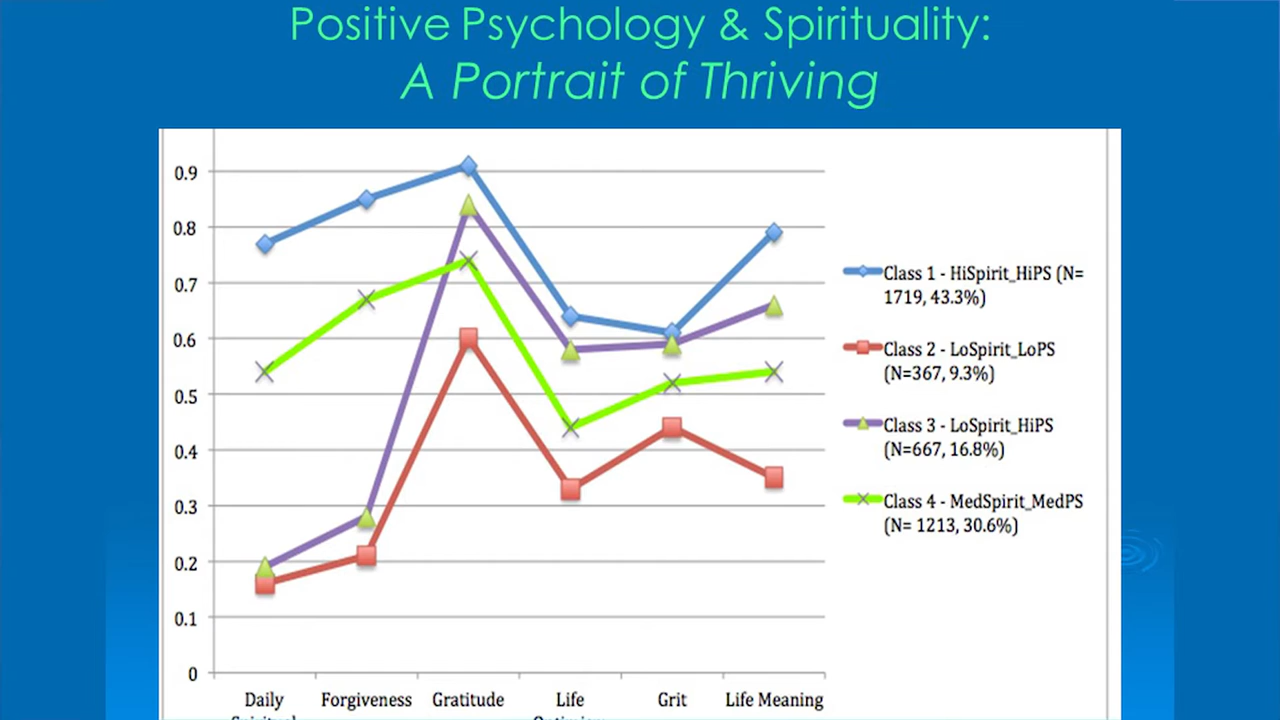 Positive Psychology & Spirituality:
A Portrait of Thriving
0.9
0.8
0.7
0.6
0.5
0.4
0.3
0.2
0.1
0
Daily
Forgiveness
Gratitude
Life
Grit
Life Meaning
Class 1 - HiSpirit_HiPS (N=
1719, 43.3%)
Class 2 - LoSpirit_LoPS
(N=367, 9.3%)
Class 3 - LoSpirit_HiPS
(N=667, 16.8%)
Class 4 - MedSpirit_MedPS
(N= 1213, 30.6%)